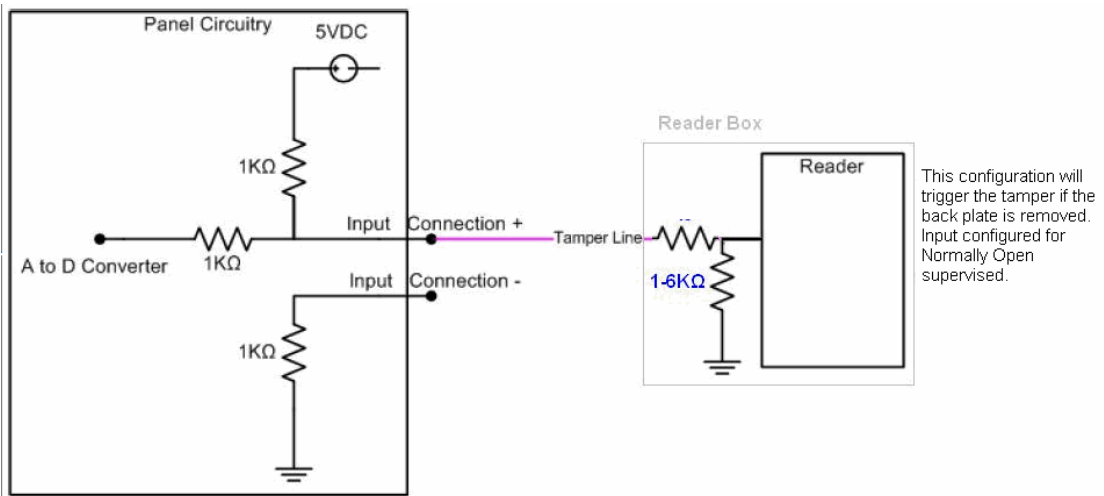 Panel Circuitry
5VDC
Reader Box
1KΩ
Reader
This configuration will
trigger the tamper if the
back plate is removed.
Input configured for
Normally Open
supervised.
Input Connection +
Tamper Line
A to D Converter
1KΩ
Input Connection -
1-6KΩ
1KΩ